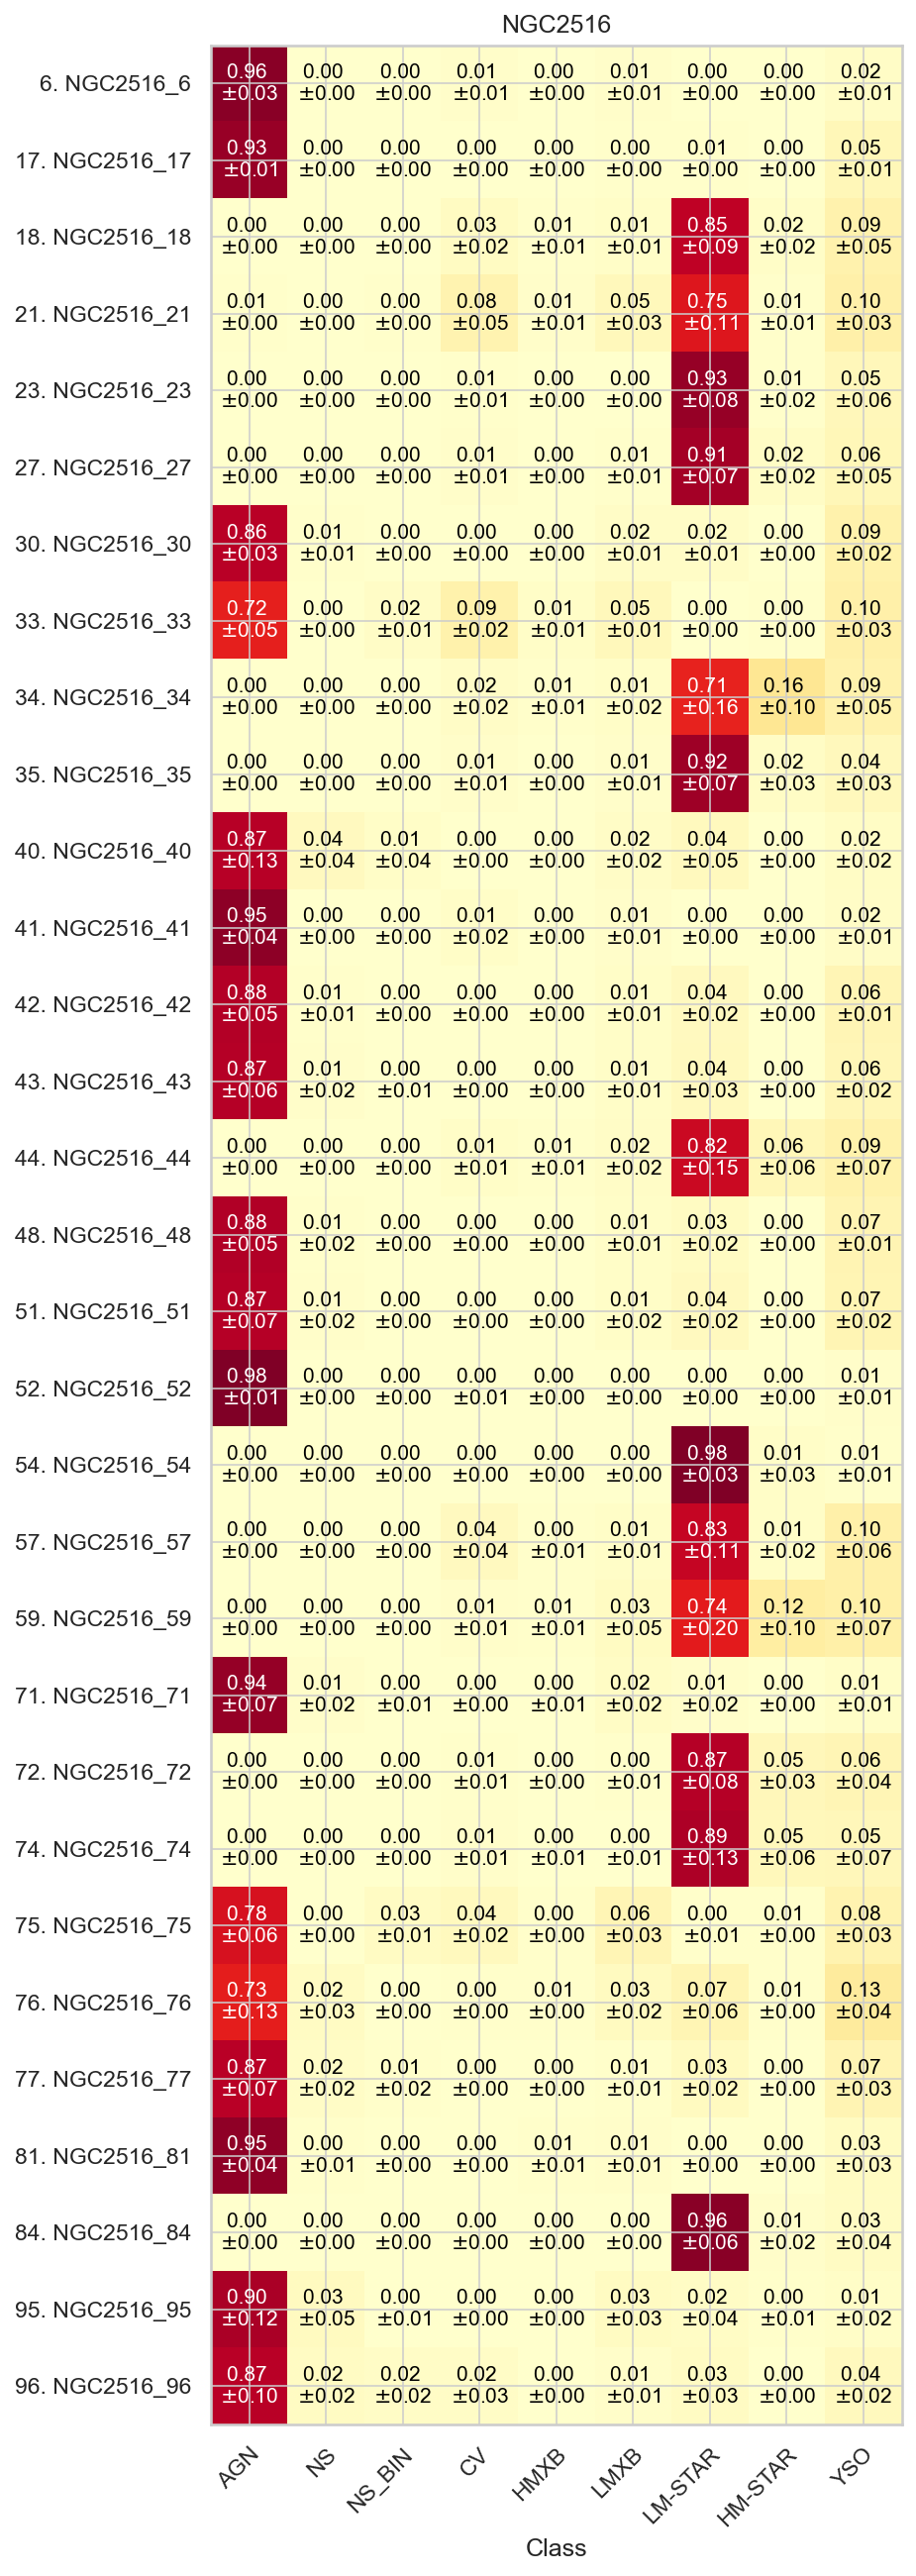 NGC2516
6. NGC2516_6 0.96 ±0.03 0.00 ±0.00 0.00 ±0.00 0.01 ±0.01 0.00 ±0.00 0.01 ±0.01 0.00 ±0.00 0.00 ±0.00 0.02 ±0.01
17. NGC2516_17 0.93 ±0.01 0.00 ±0.00 0.00 ±0.00 0.00 ±0.00 0.00 ±0.00 0.00 ±0.00 0.01 ±0.00 0.00 ±0.00 0.05 ±0.01
18. NGC2516_18 0.00 ±0.00 0.00 ±0.00 0.00 ±0.00 0.03 ±0.02 0.01 ±0.01 0.01 ±0.01 0.85 ±0.09 0.02 ±0.02 0.09 ±0.05
21. NGC2516_21 0.01 ±0.00 0.00 ±0.00 0.00 ±0.00 0.08 ±0.05 0.01 ±0.01 0.05 ±0.03 0.75 ±0.11 0.01 ±0.01 0.10 ±0.03
23. NGC2516_23 0.00 ±0.00 0.00 ±0.00 0.00 ±0.00 0.01 ±0.01 0.00 ±0.00 0.00 ±0.00 0.93 ±0.08 0.01 ±0.02 0.05 ±0.06
27. NGC2516_27 0.00 ±0.00 0.00 ±0.00 0.00 ±0.00 0.01 ±0.01 0.00 ±0.00 0.01 ±0.01 0.91 ±0.07 0.02 ±0.02 0.06 ±0.05
30. NGC2516_30 0.86 ±0.03 0.01 ±0.01 0.00 ±0.00 0.00 ±0.00 0.00 ±0.00 0.02 ±0.01 0.02 ±0.01 0.00 ±0.00 0.09 ±0.02
33. NGC2516_33 0.72 ±0.05 0.00 ±0.00 0.02 ±0.01 0.09 ±0.02 0.01 ±0.01 0.05 ±0.01 0.00 ±0.00 0.00 ±0.00 0.10 ±0.03
34. NGC2516_34 0.00 ±0.00 0.00 ±0.00 0.00 ±0.00 0.02 ±0.02 0.01 ±0.01 0.01 ±0.02 0.71 ±0.16 0.16 ±0.10 0.09 ±0.05
35. NGC2516_35 0.00 ±0.00 0.00 ±0.00 0.00 ±0.00 0.01 ±0.01 0.00 ±0.00 0.01 ±0.01 0.92 ±0.07 0.02 ±0.03 0.04 ±0.03
40. NGC2516_40 0.87 ±0.13 0.04 ±0.04 0.01 ±0.04 0.00 ±0.00 0.00 ±0.00 0.02 ±0.02 0.04 ±0.05 0.00 ±0.00 0.02 ±0.02
41. NGC2516_41 0.95 ±0.04 0.00 ±0.00 0.00 ±0.00 0.01 ±0.02 0.00 ±0.00 0.01 ±0.01 0.00 ±0.00 0.00 ±0.00 0.02 ±0.01
42. NGC2516_42 0.88 ±0.05 0.01 ±0.01 0.00 ±0.00 0.00 ±0.00 0.00 ±0.00 0.01 ±0.01 0.04 ±0.02 0.00 ±0.00 0.06 ±0.01
43. NGC2516_43 0.87 ±0.06 0.01 ±0.02 0.00 ±0.01 0.00 ±0.00 0.00 ±0.00 0.01 ±0.01 0.04 ±0.03 0.00 ±0.00 0.06 ±0.02
44. NGC2516_44 0.00 ±0.00 0.00 ±0.00 0.00 ±0.00 0.01 ±0.01 0.01 ±0.01 0.02 ±0.02 0.82 ±0.15 0.06 ±0.06 0.09 ±0.07
48. NGC2516_48 0.88 ±0.05 0.01 ±0.02 0.00 ±0.00 0.00 ±0.00 0.00 ±0.00 0.01 ±0.01 0.03 ±0.02 0.00 ±0.00 0.07 ±0.01
51. NGC2516_51 0.87 ±0.07 0.01 ±0.02 0.00 ±0.00 0.00 ±0.00 0.00 ±0.00 0.01 ±0.02 0.04 ±0.02 0.00 ±0.00 0.07 ±0.02
52. NGC2516_52 0.98 ±0.01 0.00 ±0.00 0.00 ±0.00 0.00 ±0.01 0.00 ±0.00 0.00 ±0.00 0.00 ±0.00 0.00 ±0.00 0.01 ±0.01
54. NGC2516_54 0.00 ±0.00 0.00 ±0.00 0.00 ±0.00 0.00 ±0.00 0.00 ±0.00 0.00 ±0.00 0.98 ±0.03 0.01 ±0.03 0.01 ±0.01
57. NGC2516_57 0.00 ±0.00 0.00 ±0.00 0.00 ±0.00 0.04 ±0.04 0.00 ±0.01 0.01 ±0.01 0.83 ±0.11 0.01 ±0.02 0.10 ±0.06
59. NGC2516_59 0.00 ±0.00 0.00 ±0.00 0.00 ±0.00 0.01 ±0.01 0.01 ±0.01 0.03 ±0.05 0.74 ±0.20 0.12 ±0.10 0.10 ±0.07
71. NGC2516_71 0.94 ±0.07 0.01 ±0.02 0.00 ±0.01 0.00 ±0.00 0.00 ±0.01 0.02 ±0.02 0.01 ±0.02 0.00 ±0.00 0.01 ±0.01
72. NGC2516_72 0.00 ±0.00 0.00 ±0.00 0.00 ±0.00 0.01 ±0.01 0.00 ±0.00 0.00 ±0.01 0.87 ±0.08 0.05 ±0.03 0.06 ±0.04
74. NGC2516_74 0.00 ±0.00 0.00 ±0.00 0.00 ±0.00 0.01 ±0.01 0.00 ±0.01 0.00 ±0.01 0.89 ±0.13 0.05 ±0.06 0.05 ±0.07
75. NGC2516_75 0.78 ±0.06 0.00 ±0.00 0.03 ±0.01 0.04 ±0.02 0.00 ±0.00 0.06 ±0.03 0.00 ±0.01 0.01 ±0.00 0.08 ±0.03
76. NGC2516_76 0.73 ±0.13 0.02 ±0.03 0.00 ±0.00 0.00 ±0.00 0.01 ±0.00 0.03 ±0.02 0.07 ±0.06 0.01 ±0.00 0.13 ±0.04
77. NGC2516_77 0.87 ±0.07 0.02 ±0.02 0.01 ±0.02 0.00 ±0.00 0.00 ±0.00 0.01 ±0.01 0.03 ±0.02 0.00 ±0.00 0.07 ±0.03
81. NGC2516_81 0.95 ±0.04 0.00 ±0.01 0.00 ±0.00 0.00 ±0.00 0.01 ±0.01 0.01 ±0.01 0.00 ±0.00 0.00 ±0.00 0.03 ±0.03
84. NGC2516_84 0.00 ±0.00 0.00 ±0.00 0.00 ±0.00 0.00 ±0.00 0.00 ±0.00 0.00 ±0.00 0.96 ±0.06 0.01 ±0.02 0.03 ±0.04
95. NGC2516_95 0.90 ±0.12 0.03 ±0.05 0.00 ±0.01 0.00 ±0.00 0.00 ±0.00 0.03 ±0.03 0.02 ±0.04 0.00 ±0.01 0.01 ±0.02
96. NGC2516_96 0.87 ±0.10 0.02 ±0.02 0.02 ±0.02 0.02 ±0.03 0.00 ±0.00 0.01 ±0.01 0.03 ±0.03 0.00 ±0.00 0.04 ±0.02
AGN NS NS_BIN CV HMXB LMXB LM-STAR HM-STAR YSO
Class